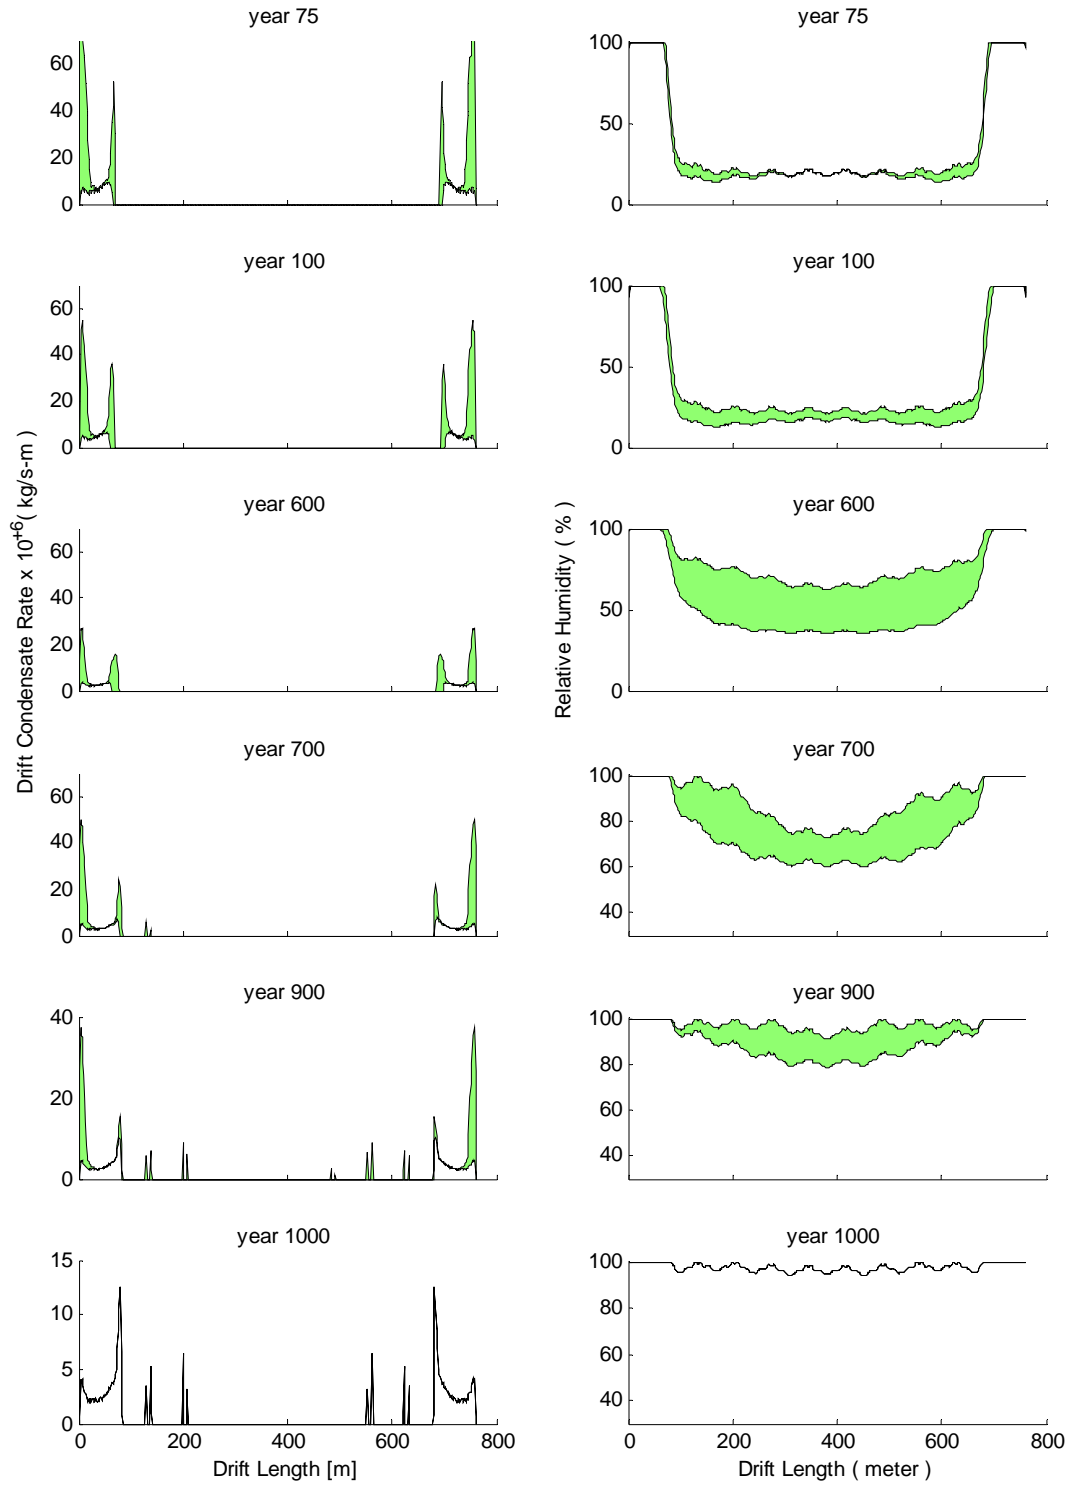 year 75
60
40
20
0
year 75
100
50
0
year 100
60
40
20
0
year 100
100
50
0
year 600
60
40
20
0
year 600
100
50
0
year 700
60
40
20
0
year 700
100
80
60
40
year 900
40
20
0
year 900
100
80
60
40
year 1000
15
10
5
0
year 1000
100
80
60
40
0 200 400 600 800
0 200 400 600 800
Drift Length [m]
Drift Length ( meter )
Drift Condensate Rate x 10+6( kg/s-m )
Relative Humidity ( % )